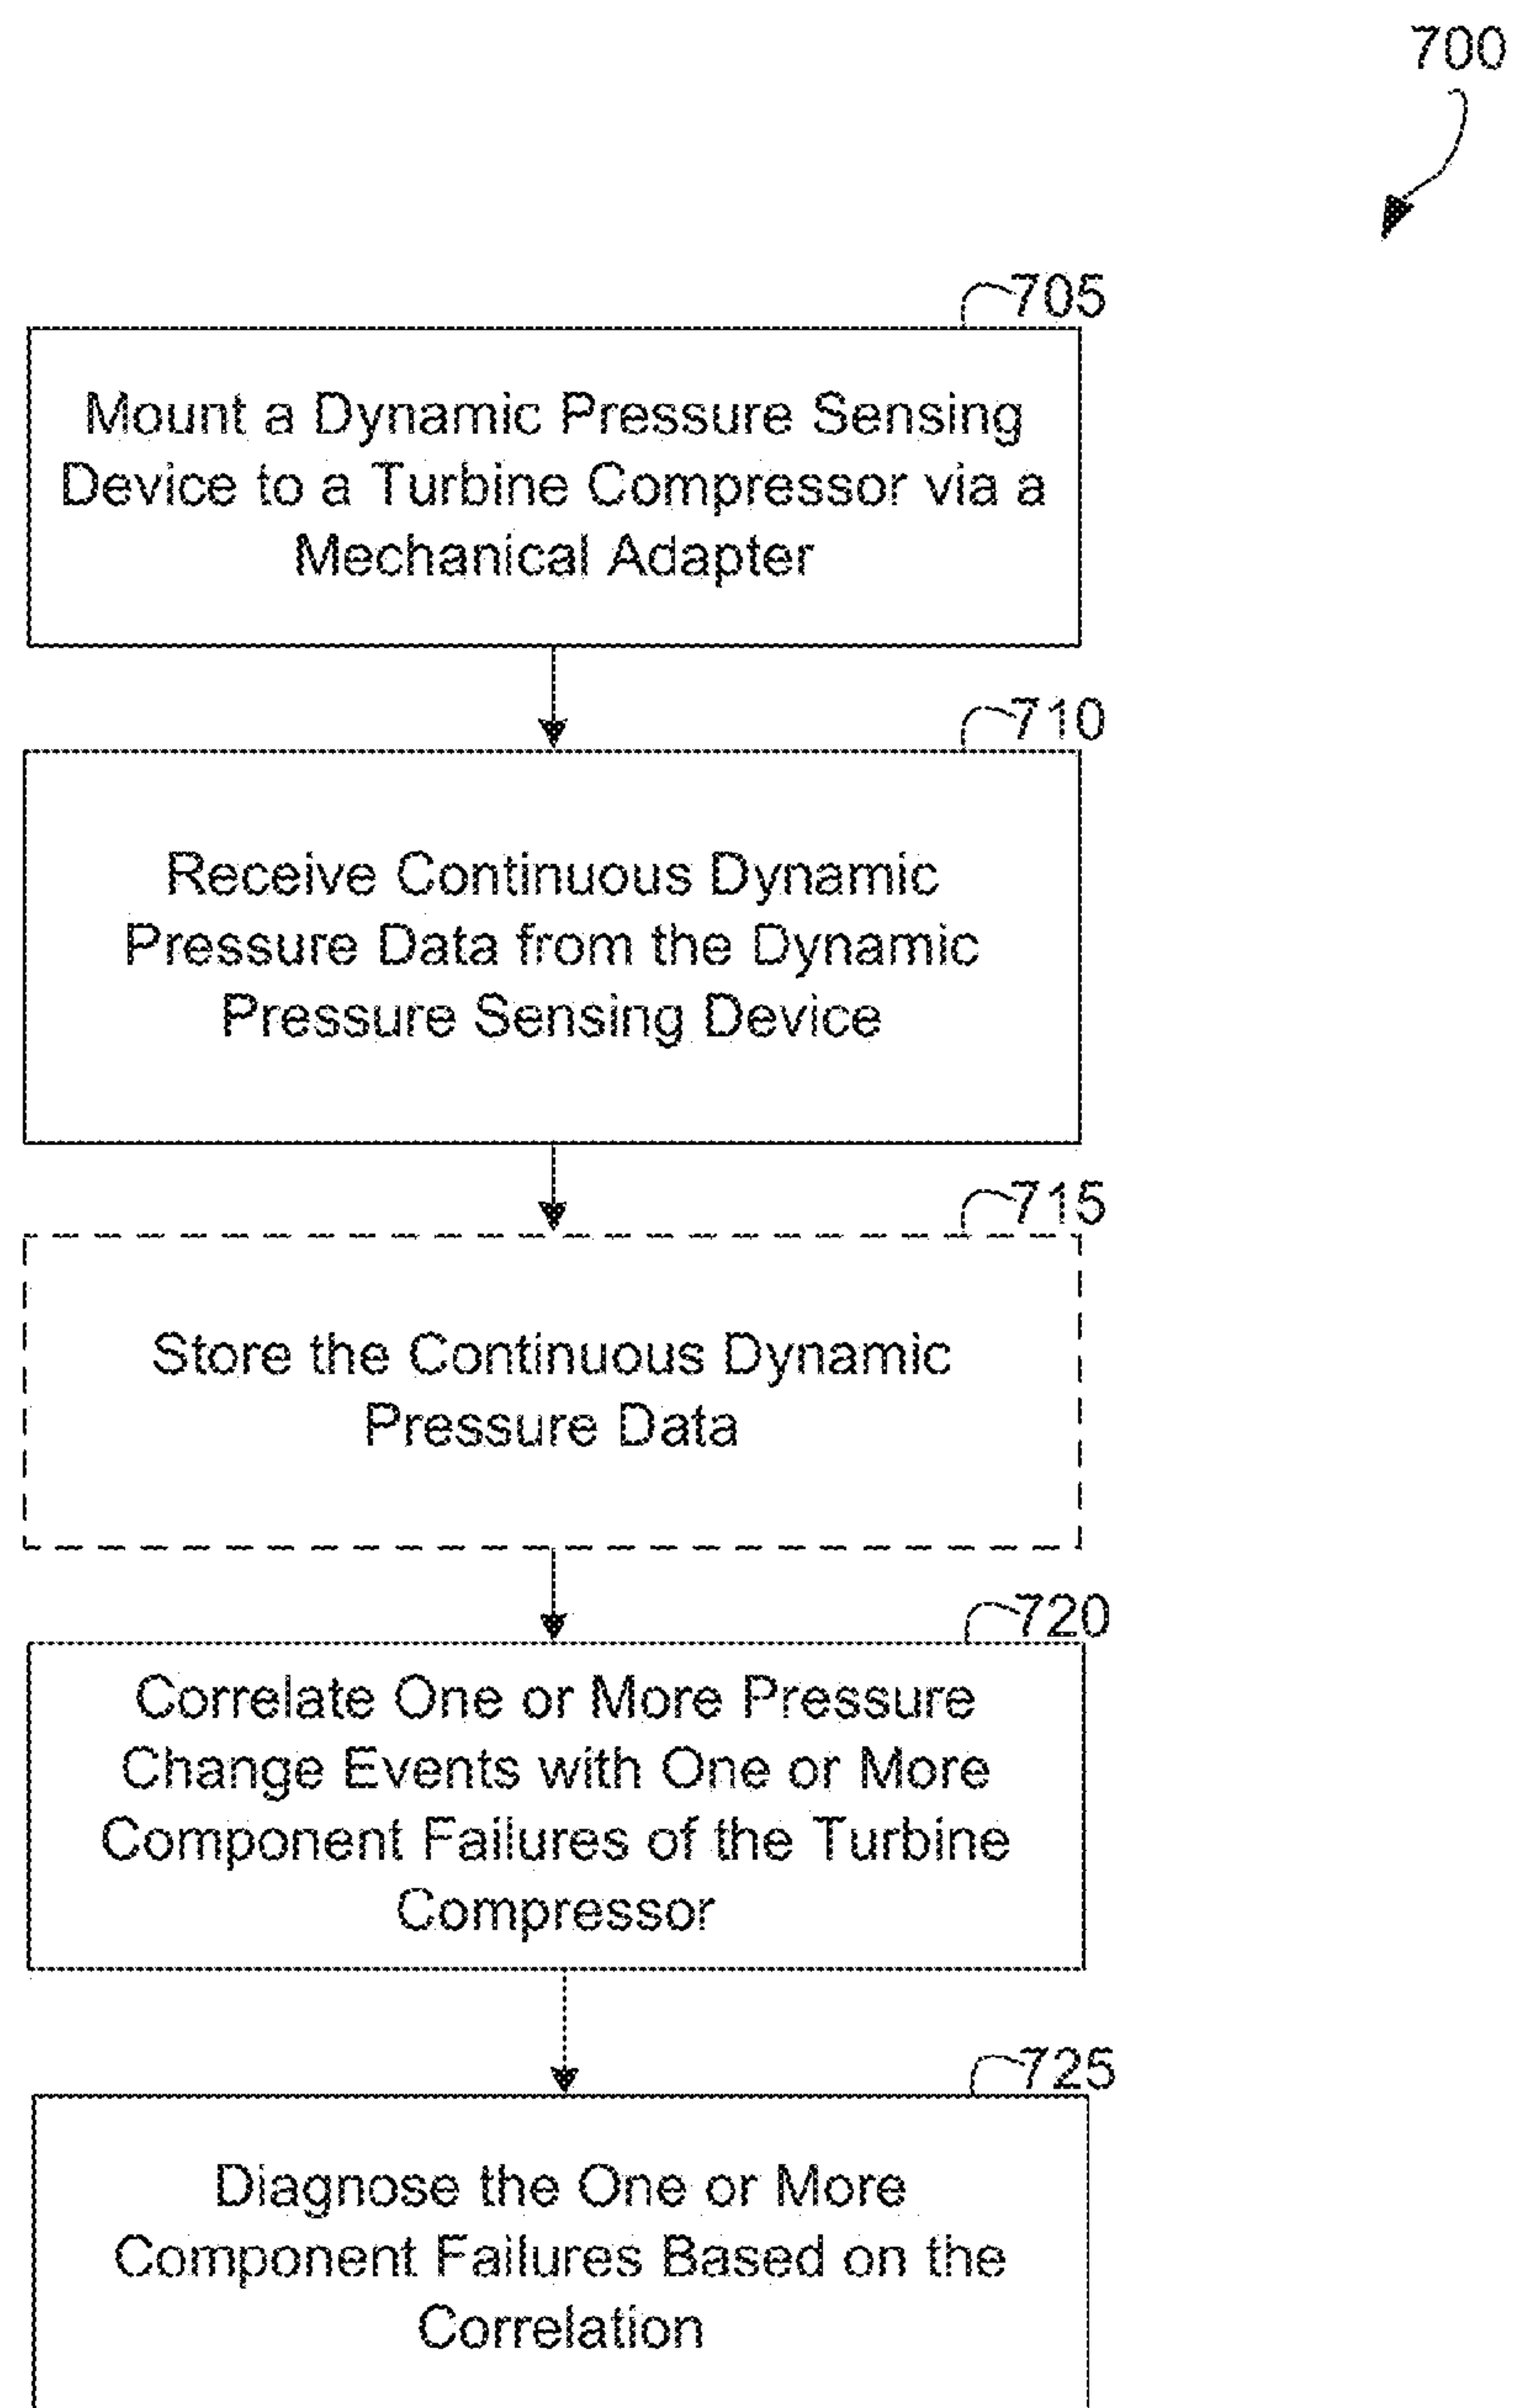 700
705
Mount a Dynamic Pressure Sensing
Device to a Turbine Compressor via a
Mechanical Adapter
710
Receive Continuous Dynamic
Pressure Data from the Dynamic
Pressure Sensing Device
715
Store the Continuous Dynamic
Pressure Data
720
Correlate One or More Pressure
Change Events with One or More
Component Failures of the Turbine
Compressor
725
Diagnose the One or More
Component Failures Based on the
Correlation